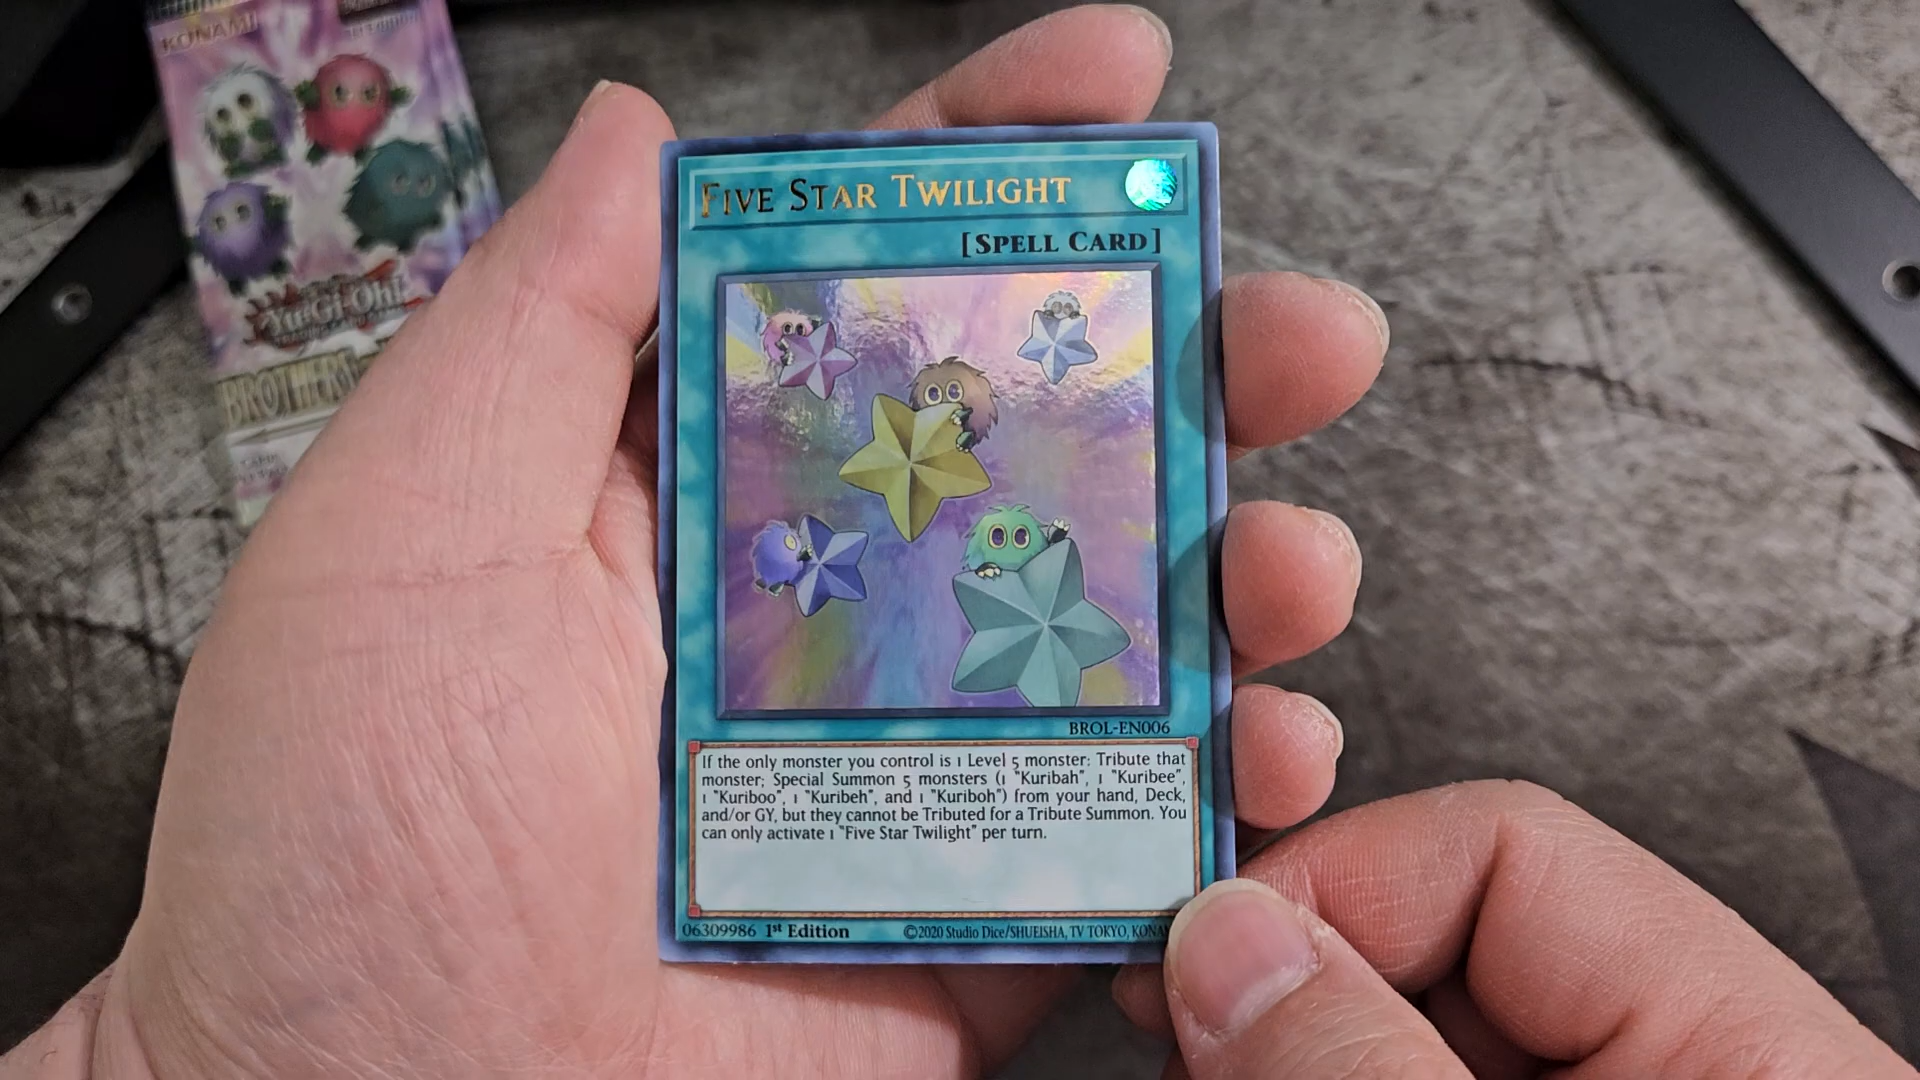 KONAMI
Yu-Gi-Oh!
BROTHERS
FIVE STAR TWILIGHT
[SPELL CARD]
BROL-EN006
If the only monster you control is 1 Level 5 monster: Tribute that
monster; Special Summon 5 monsters (1 "Kuribah", 1 "Kuribee",
1 "Kuriboo", 1 "Kuribeh", and 1 "Kuriboh") from your hand, Deck,
and/or GY, but they cannot be Tributed for a Tribute Summon. You
can only activate 1 "Five Star Twilight" per turn.
06309986 1st Edition ©2020 Studio Dice/SHUEISHA, TV TOKYO, KONA